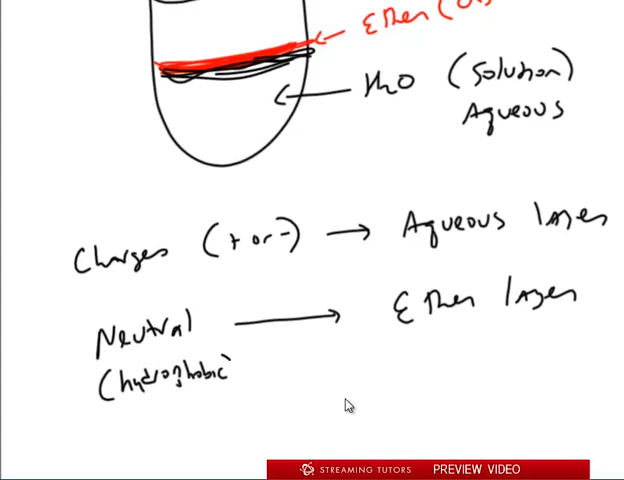 Ether (
H2O (solution)
Aqueous
Charges (+ or -) → Aqueous layer
Neutral → Ether layer
(hydrophobic
STREAMING TUTORS PREVIEW VIDEO